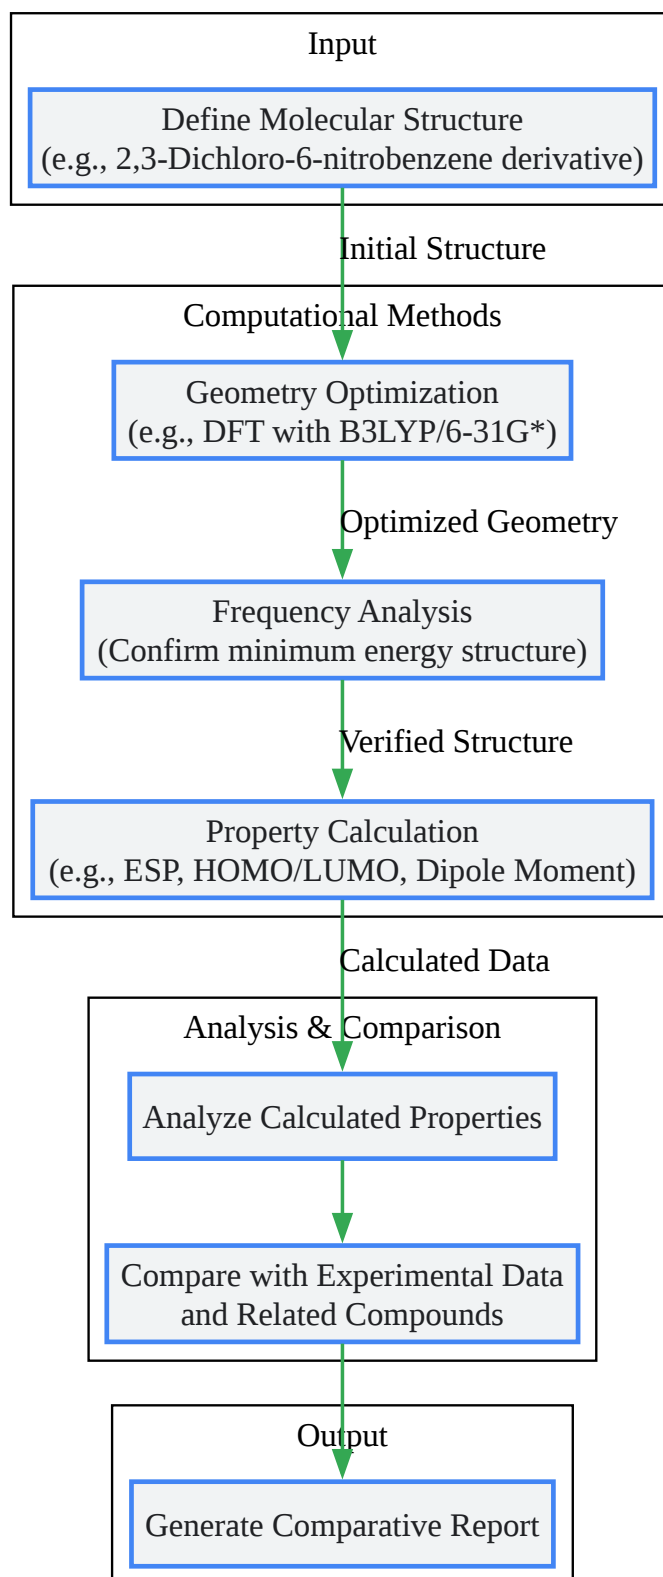 Input
Define Molecular Structure
(e.g., 2,3-Dichloro-6-nitrobenzene derivative)
Initial Structure
Computational Methods
Geometry Optimization
(e.g., DFT with B3LYP/6-31G*)
Optimized Geometry
Frequency Analysis
(Confirm minimum energy structure)
Verified Structure
Property Calculation
(e.g., ESP, HOMO/LUMO, Dipole Moment)
Calculated Data
Analysis & Comparison
Analyze Calculated Properties
Compare with Experimental Data
and Related Compounds
Output
Generate Comparative Report